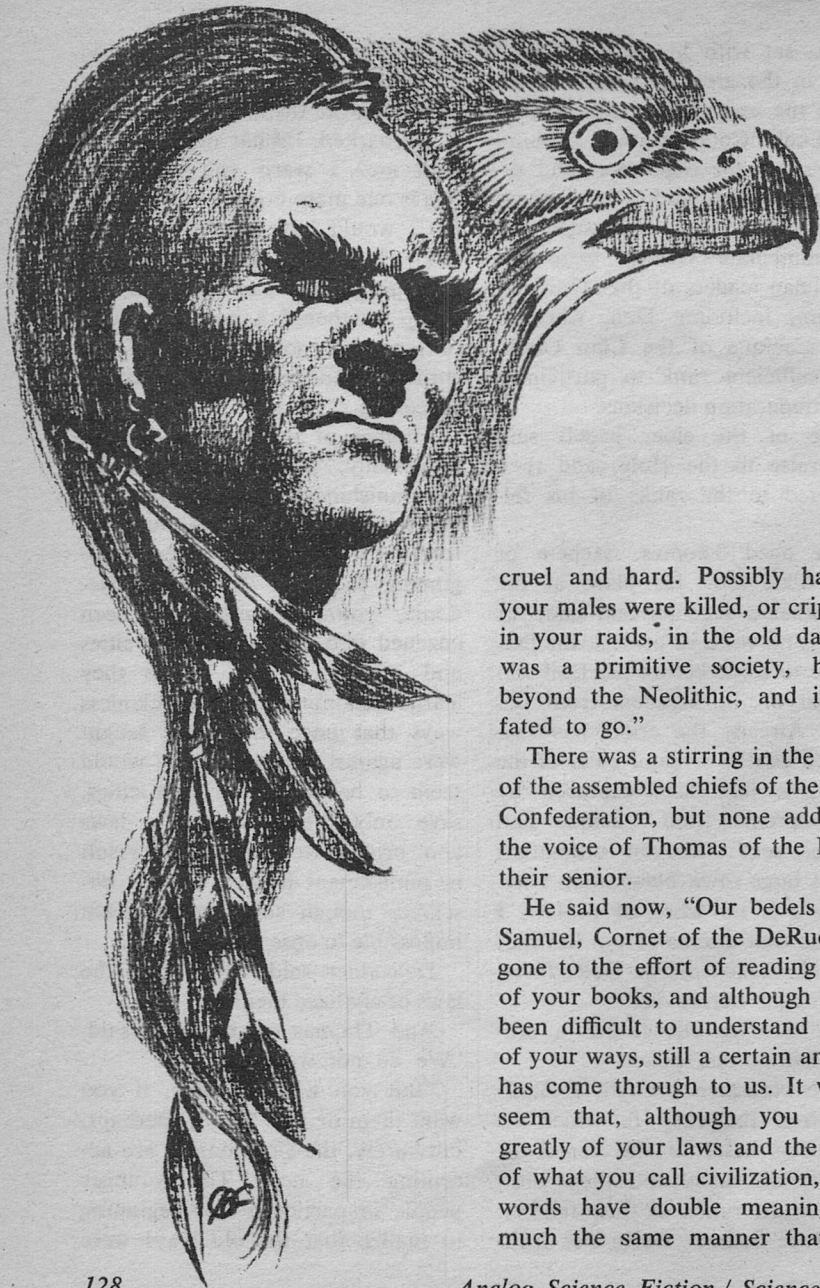 cruel and hard. Possibly ha
your males were killed, or crip
in your raids, in the old da
was a primitive society, h
beyond the Neolithic, and i
fated to go.”
There was a stirring in the
of the assembled chiefs of the
Confederation, but none add
the voice of Thomas of the
their senior.
He said now, “Our bedels
Samuel, Cornet of the DeRu
gone to the effort of reading
of your books, and although
been difficult to understand
of your ways, still a certain a
has come through to us. It
seem that, although you
greatly of your laws and the
of what you call civilization,
words have double meanin
much the same manner tha
128
Analog Science Fiction / Science